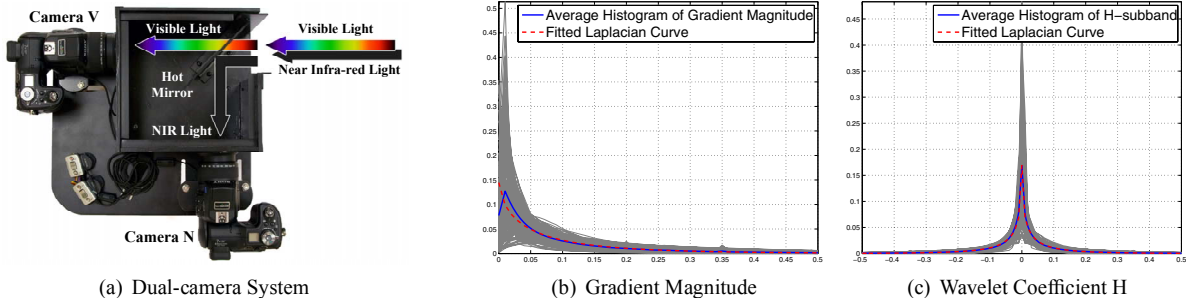 Camera V
Visible Light
Visible Light
Near Infra-red Light
Hot
Mirror
NIR Light
Camera N
(a) Dual-camera System
Average Histogram of Gradient Magnitude
Fitted Laplacian Curve
0.5
0.45
0.4
0.35
0.3
0.25
0.2
0.15
0.1
0.05
0
0 0.05 0.1 0.15 0.2 0.25 0.3 0.35 0.4 0.45 0.5
(b) Gradient Magnitude
Average Histogram of H-subband
Fitted Laplacian Curve
0.45
0.4
0.35
0.3
0.25
0.2
0.15
0.1
0.05
0
−0.5 −0.4 −0.3 −0.2 −0.1 0 0.1 0.2 0.3 0.4 0.5
(c) Wavelet Coefficient H